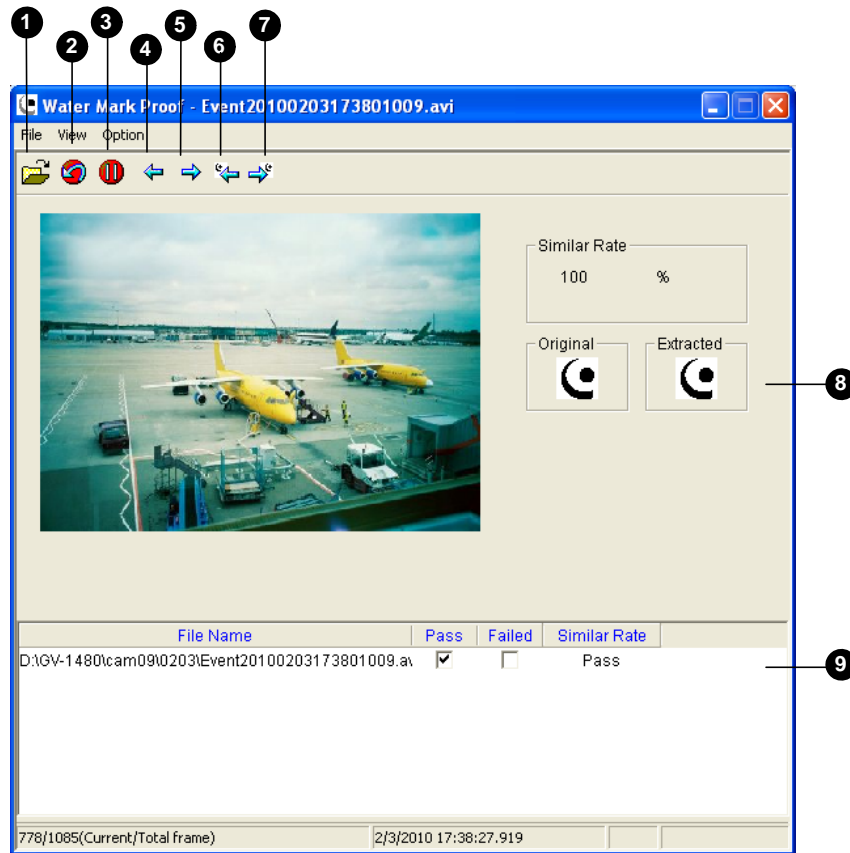 1
2
3
4
5
6
7
Water Mark Proof - Event20100203173801009.avi
File View Option
Similar Rate
100 %
Original Extracted
8
File Name Pass Failed Similar Rate
D:\GV-1480\cam09\0203\Event20100203173801009.av Pass
9
778/1085(Current/Total frame) 2/3/2010 17:38:27.919